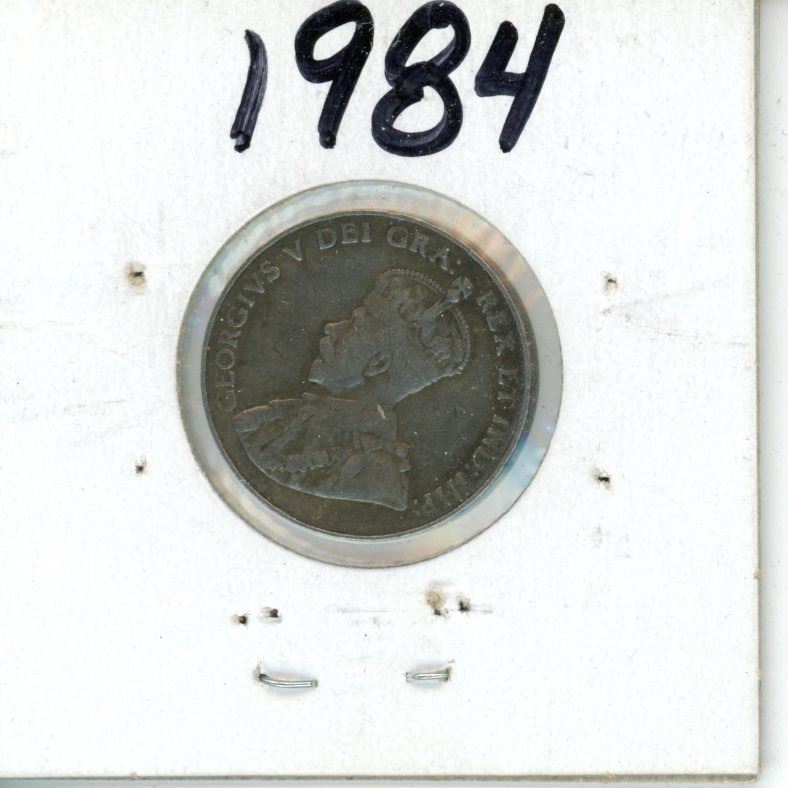 1984
GEORGIVS V DEI GRA: REX ET IND: IMP: